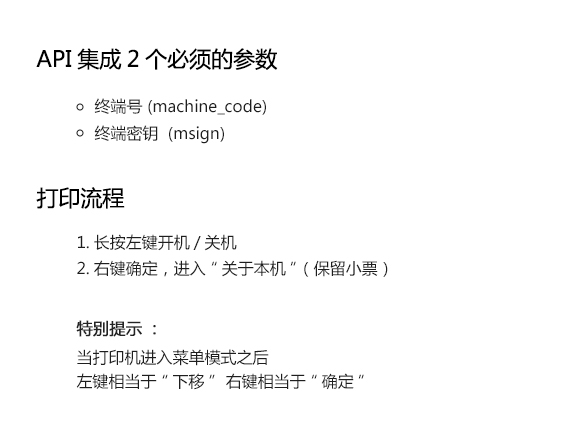 API 集成 2 个必须的参数
终端号 (machine_code)
终端密钥 (msign)
打印流程
1. 长按左键开机 / 关机
2. 右键确定，进入 “ 关于本机 ”（ 保留小票 ）
特别提示 ：
当打印机进入菜单模式之后
左键相当于 “ 下移 ” 右键相当于 “ 确定 ”